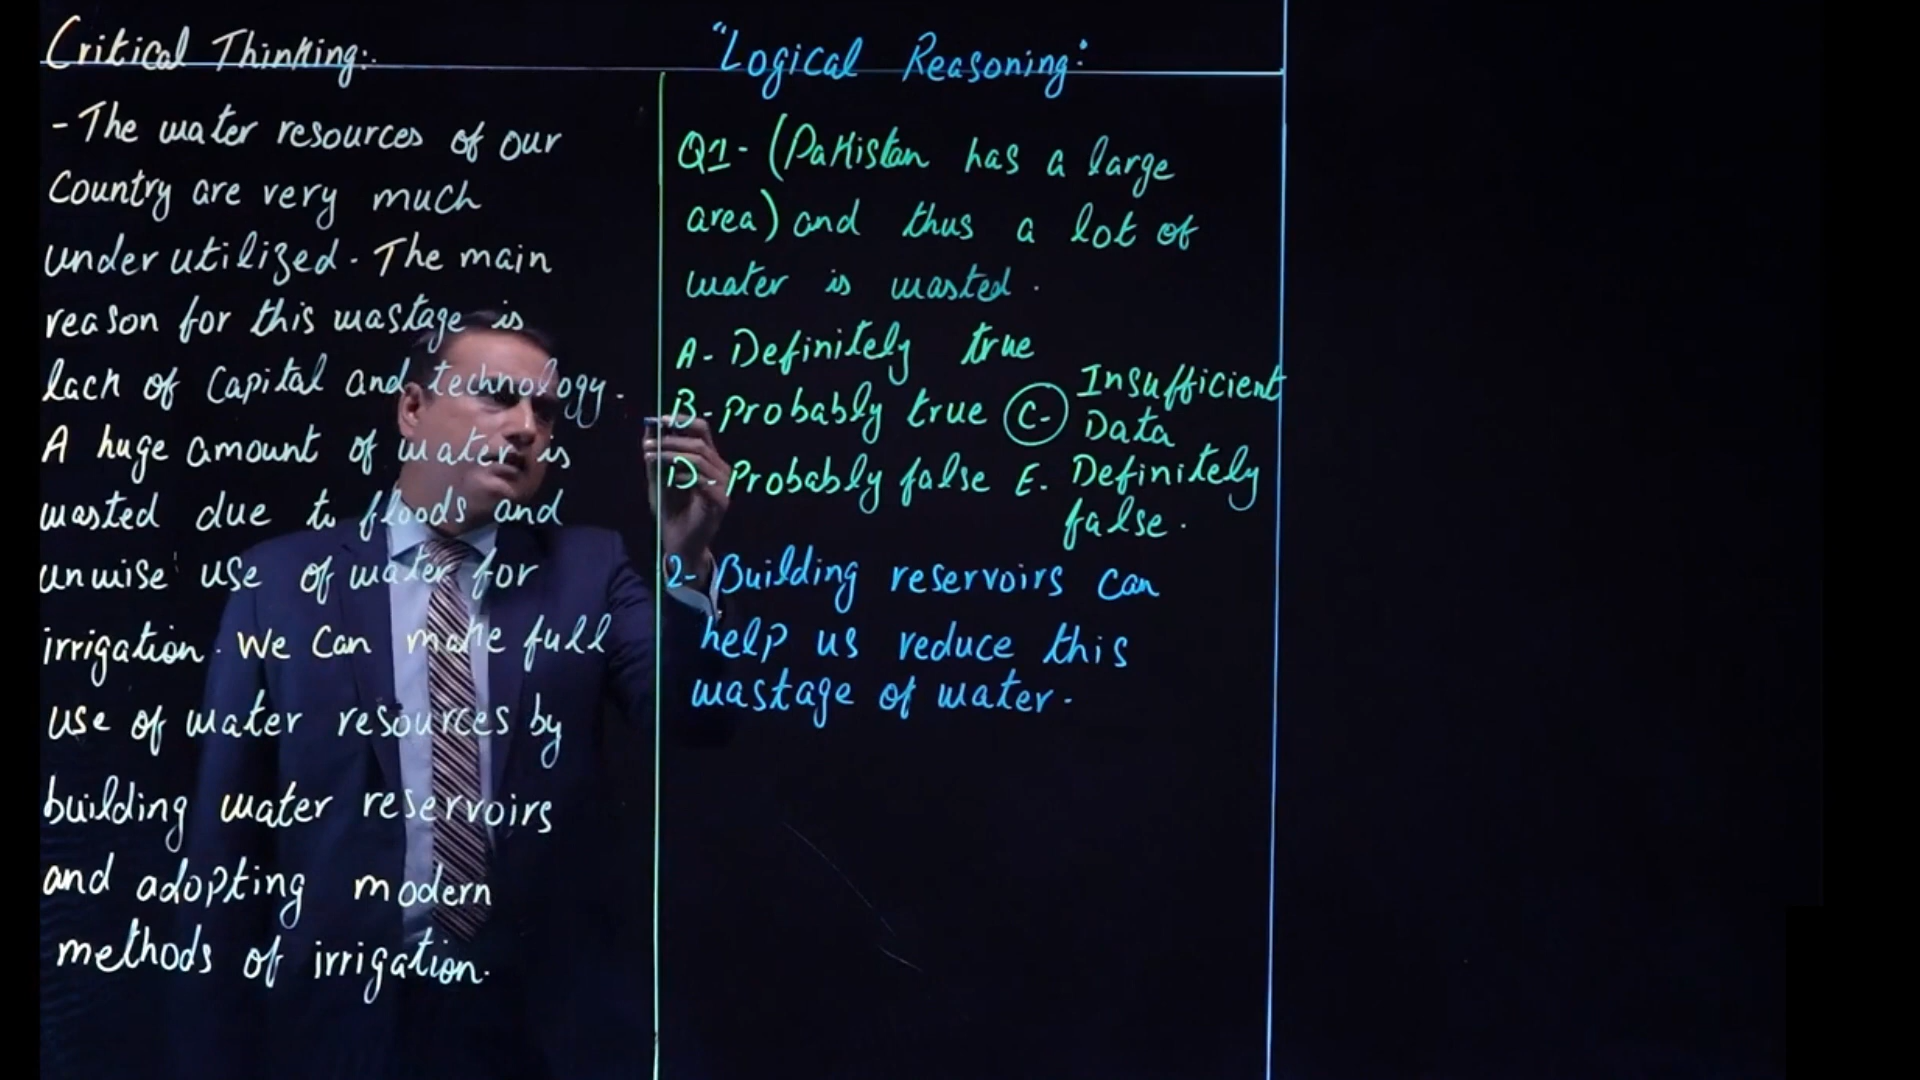 Critical Thinking:.
- The water resources of our
Country are very much
under utilized. The main
reason for this wastage is
lack of Capital and technology.
A huge amount of water is
wasted due to floods and
unwise use of water for
irrigation. We Can make full
use of water resources by
building water reservoirs
and adopting modern
methods of irrigation.
"Logical Reasoning:
Q1- (Pakistan has a large
area) and thus a lot of
water is wasted.
A- Definitely true
B- Probably true C- Insufficient
Data
D- Probably false E. Definitely
false.
2- Building reservoirs can
help us reduce this
wastage of water.